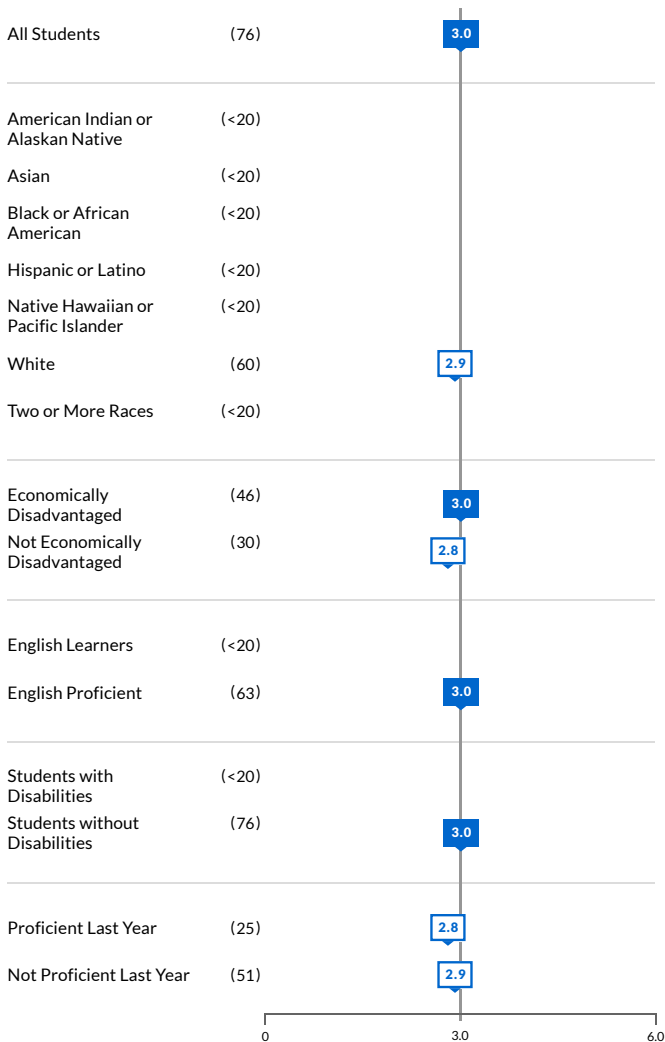 All Students (76) 3.0
American Indian or (<20)
Alaskan Native
Asian (<20)
Black or African (<20)
American
Hispanic or Latino (<20)
Native Hawaiian or (<20)
Pacific Islander
White (60) 2.9
Two or More Races (<20)
Economically (46) 3.0
Disadvantaged
Not Economically (30) 2.8
Disadvantaged
English Learners (<20)
English Proficient (63) 3.0
Students with (<20)
Disabilities
Students without (76) 3.0
Disabilities
Proficient Last Year (25) 2.8
Not Proficient Last Year (51) 2.9
0 3.0 6.0